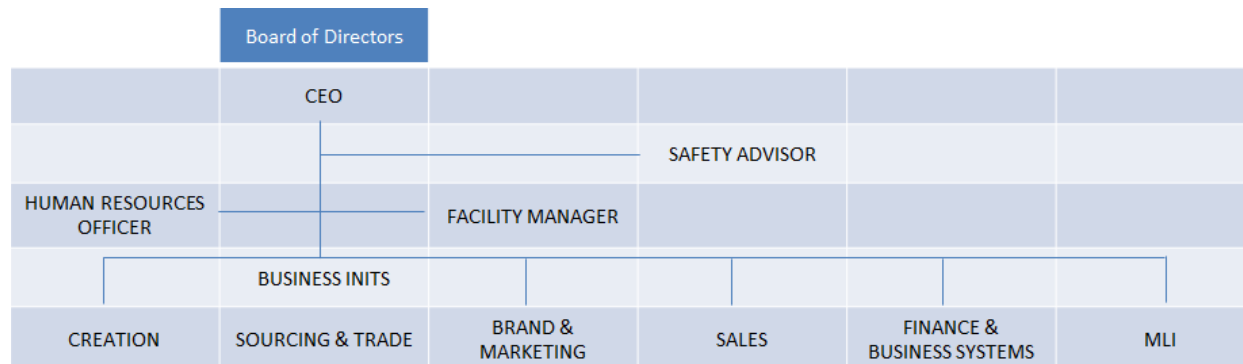 Board of Directors
CEO
SAFETY ADVISOR
HUMAN RESOURCES
OFFICER
FACILITY MANAGER
BUSINESS INITS
CREATION
SOURCING & TRADE
BRAND &
MARKETING
SALES
FINANCE &
BUSINESS SYSTEMS
MLI